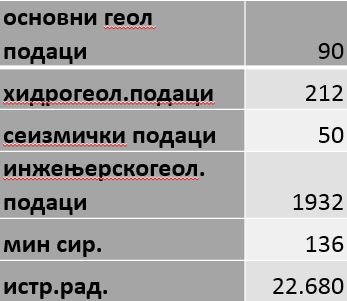 основни геол
подаци 90
хидрогеол.подаци 212
сеизмички подаци 50
инжењерскогеол.
подаци 1932
мин сир. 136
истр.рад. 22.680